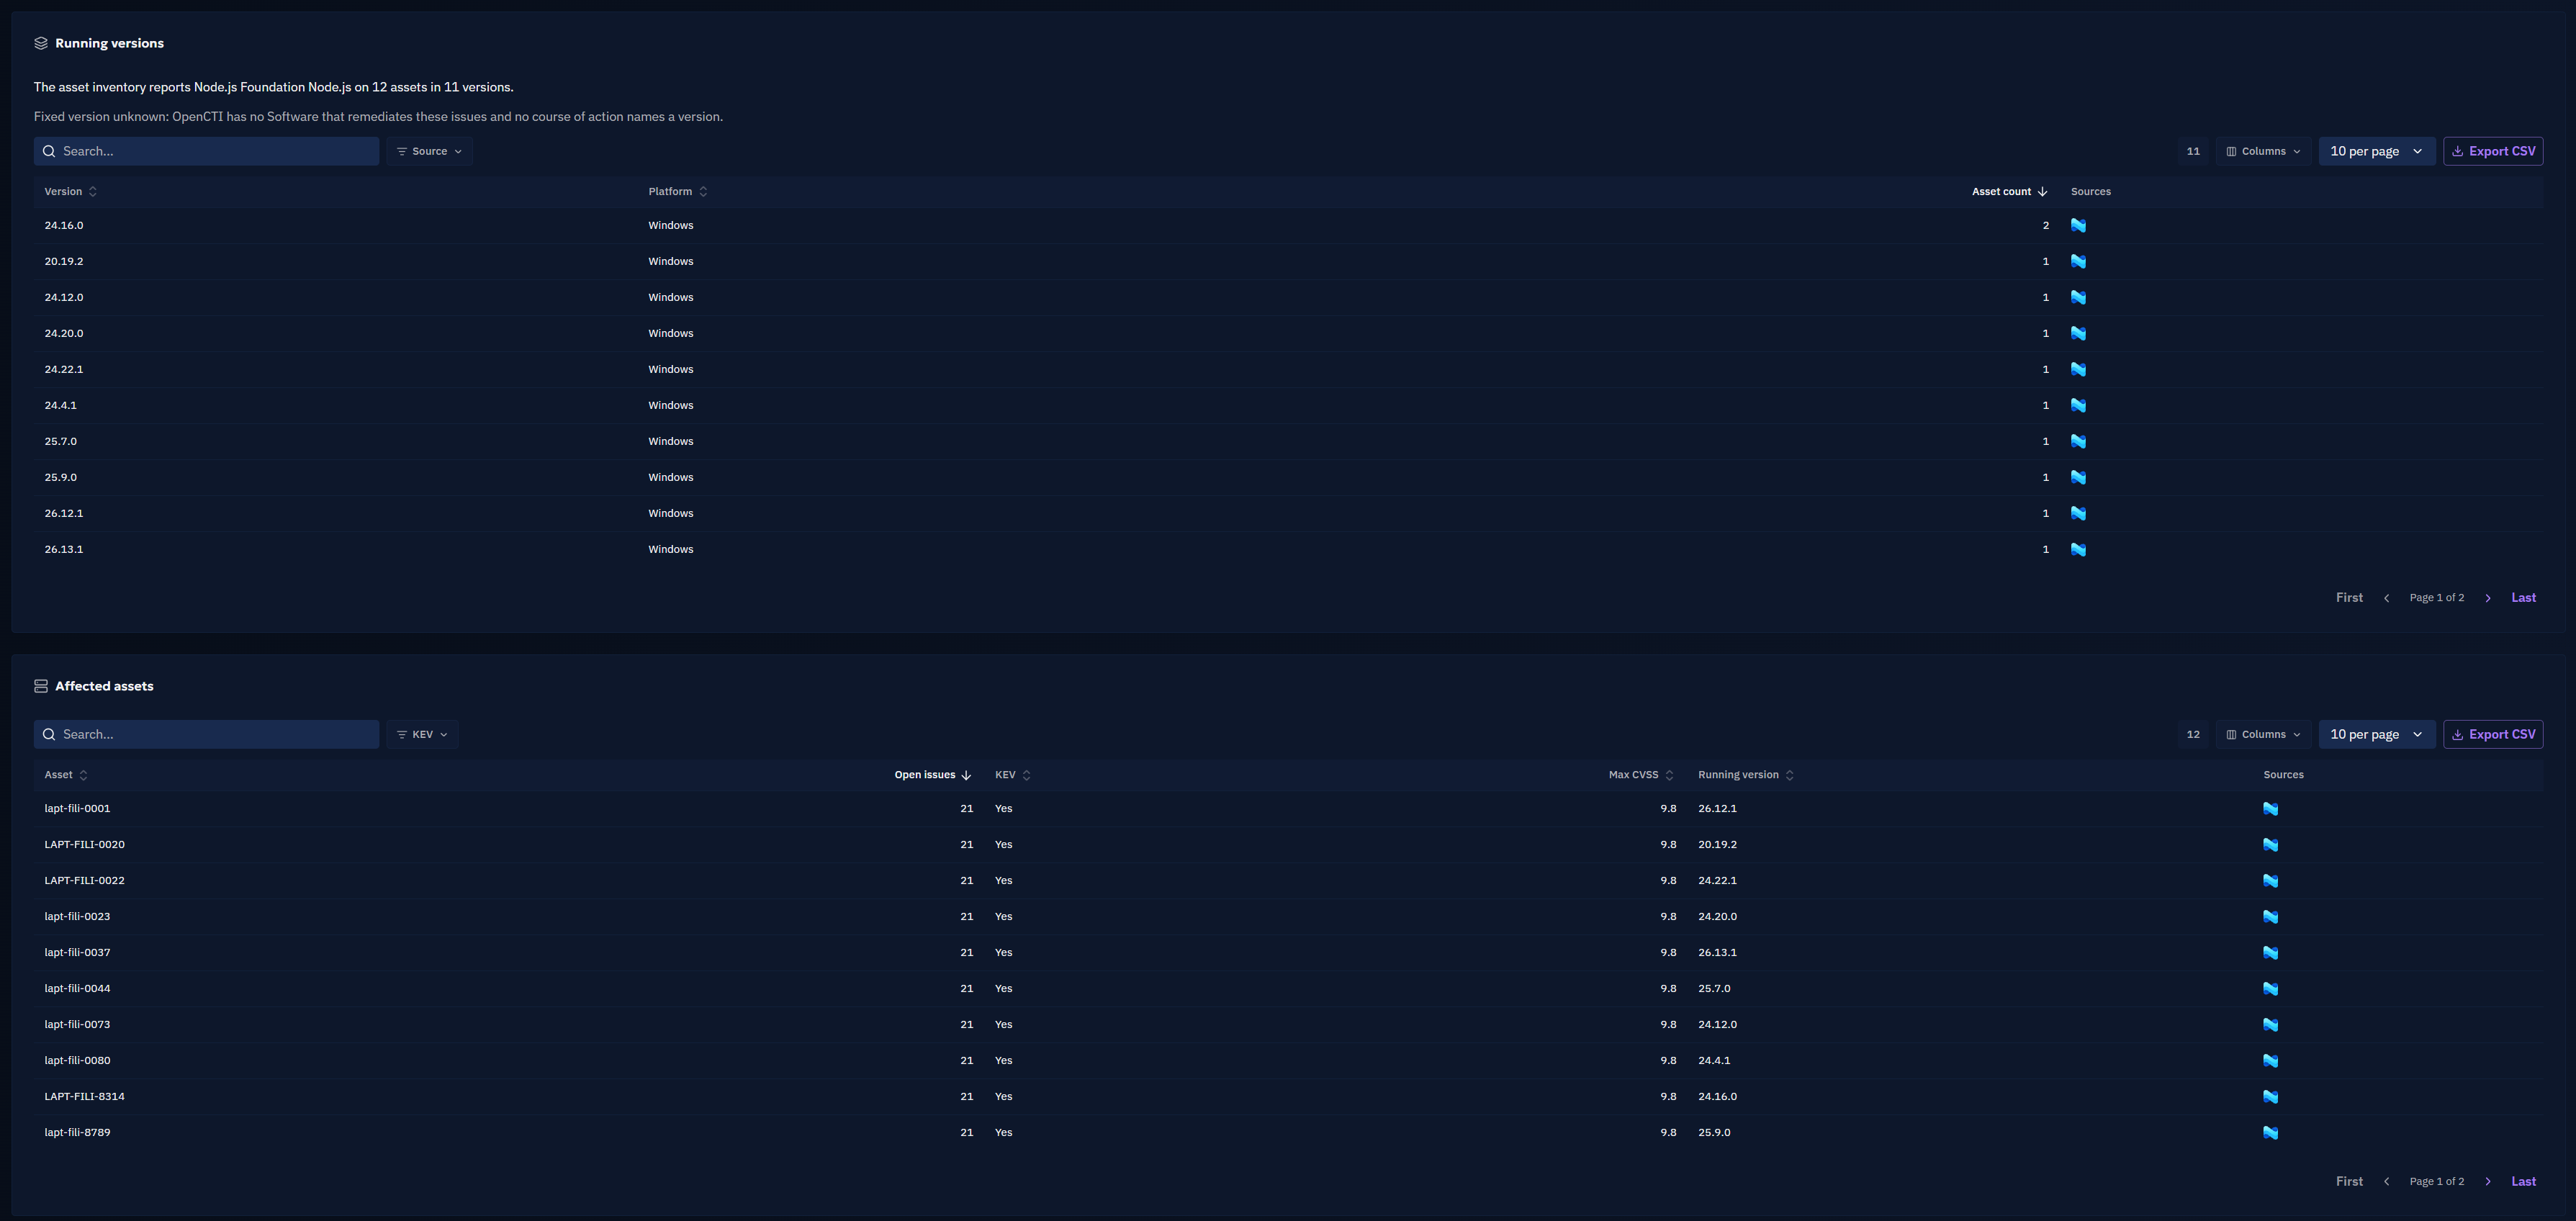 Running versions
The asset inventory reports Node.js Foundation Node.js on 12 assets in 11 versions.
Fixed version unknown: OpenCTI has no Software that remediates these issues and no course of action names a version.
Search... Source 11 Columns 10 per page Export CSV
Version Platform Asset count Sources
24.16.0 Windows 2
20.19.2 Windows 1
24.12.0 Windows 1
24.20.0 Windows 1
24.22.1 Windows 1
24.4.1 Windows 1
25.7.0 Windows 1
25.9.0 Windows 1
26.12.1 Windows 1
26.13.1 Windows 1
First Page 1 of 2 Last
Affected assets
Search... KEV 12 Columns 10 per page Export CSV
Asset Open issues KEV Max CVSS Running version Sources
lapt-fili-0001 21 Yes 9.8 26.12.1
LAPT-FILI-0020 21 Yes 9.8 20.19.2
LAPT-FILI-0022 21 Yes 9.8 24.22.1
lapt-fili-0023 21 Yes 9.8 24.20.0
lapt-fili-0037 21 Yes 9.8 26.13.1
lapt-fili-0044 21 Yes 9.8 25.7.0
lapt-fili-0073 21 Yes 9.8 24.12.0
lapt-fili-0080 21 Yes 9.8 24.4.1
LAPT-FILI-8314 21 Yes 9.8 24.16.0
lapt-fili-8789 21 Yes 9.8 25.9.0
First Page 1 of 2 Last